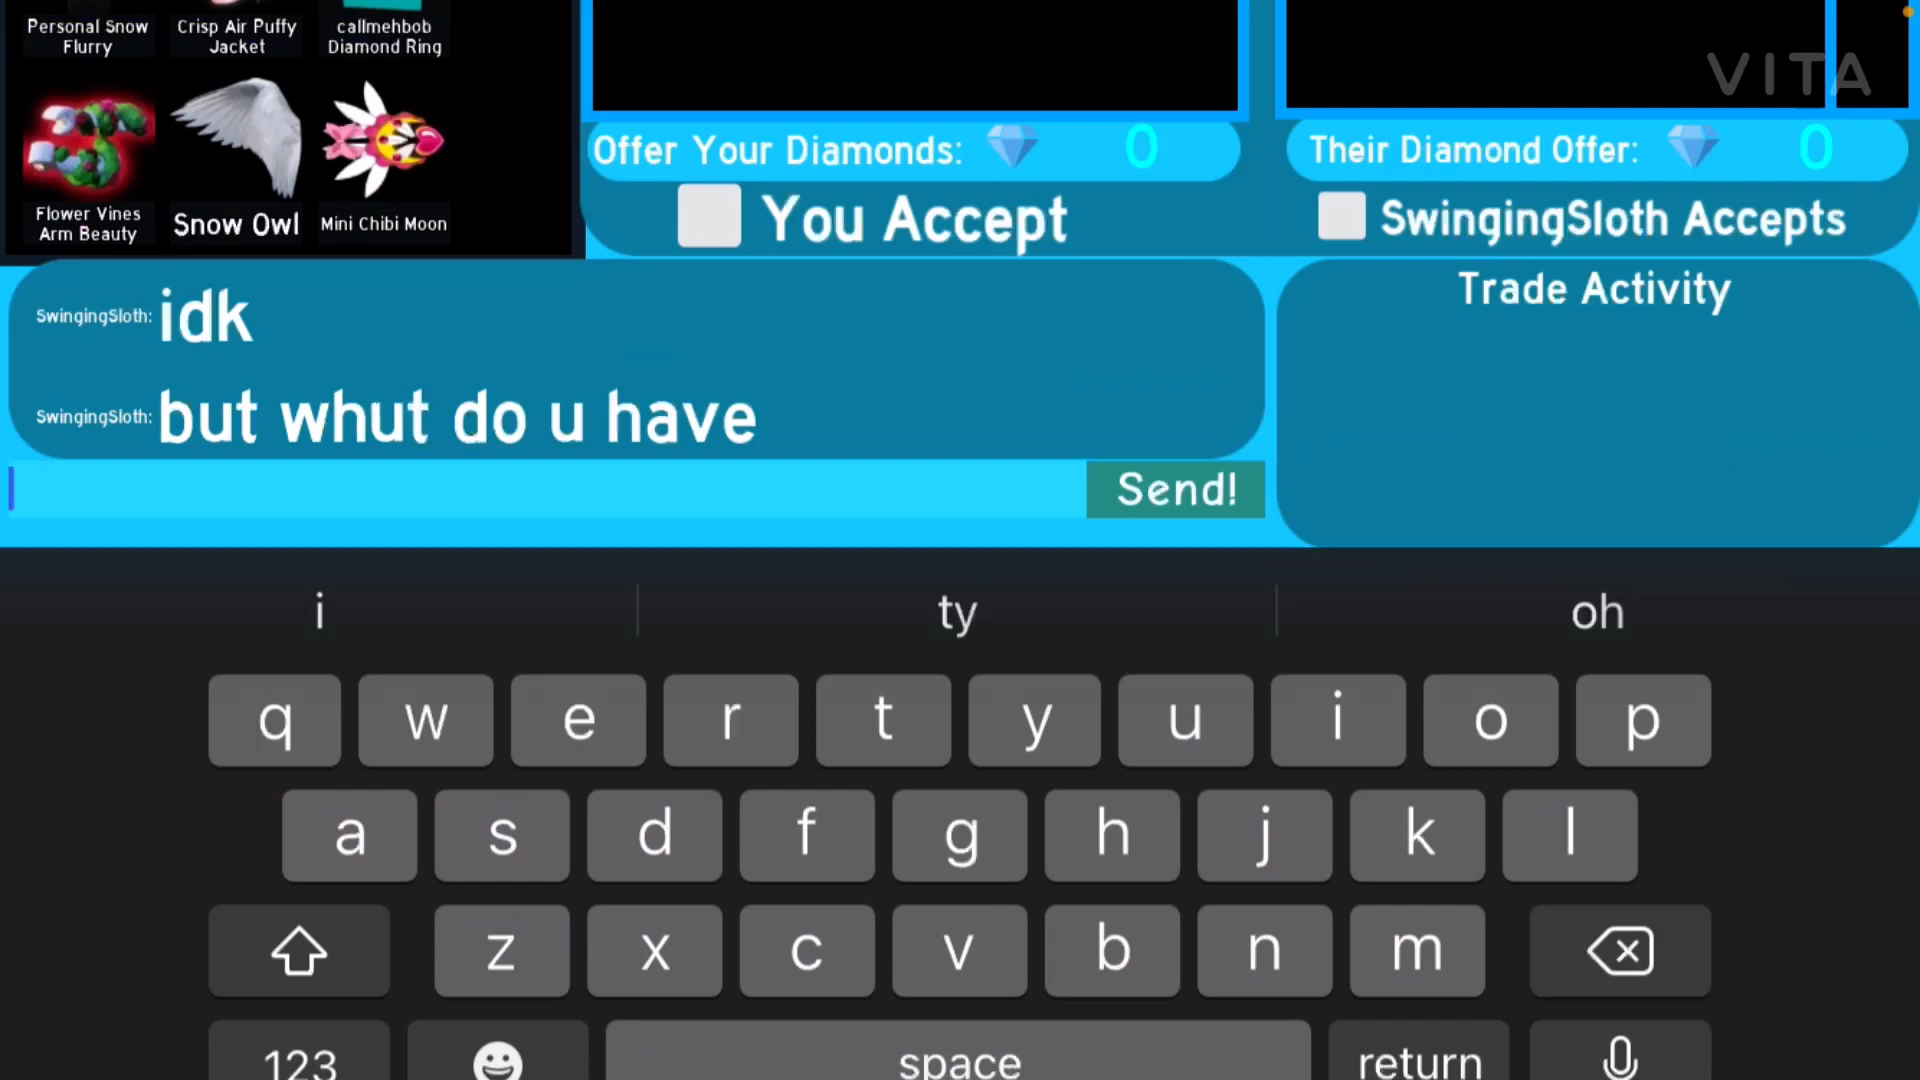 Personal Snow
Flurry
Crisp Air Puffy
Jacket
callmehbob
Diamond Ring
VITA
Offer Your Diamonds: 0
Their Diamond Offer: 0
You Accept
SwingingSloth Accepts
Flower Vines
Arm Beauty
Snow Owl
Mini Chibi Moon
Trade Activity
SwingingSloth: idk
SwingingSloth: but whut do u have
Send!
i ty oh
q w e r t y u i o p
a s d f g h j k l
z x c v b n m
123 space return